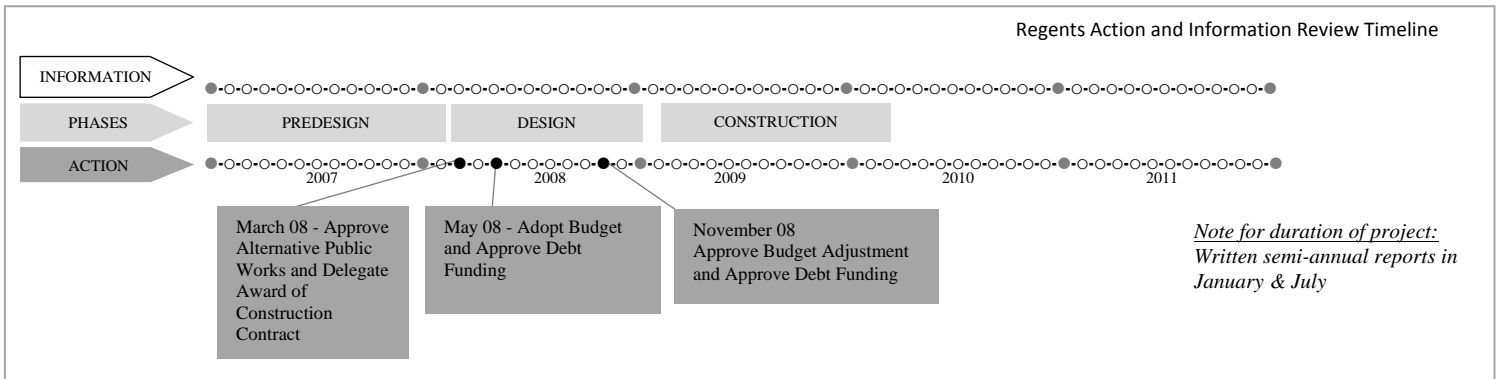 Regents Action and Information Review Timeline
INFORMATION
PHASES
PREDESIGN
DESIGN
CONSTRUCTION
ACTION
2007
2008
2009
2010
2011
March 08 - Approve
Alternative Public
Works and Delegate
Award of
Construction
Contract
May 08 - Adopt Budget
and Approve Debt
Funding
November 08
Approve Budget Adjustment
and Approve Debt Funding
Note for duration of project:
Written semi-annual reports in
January & July